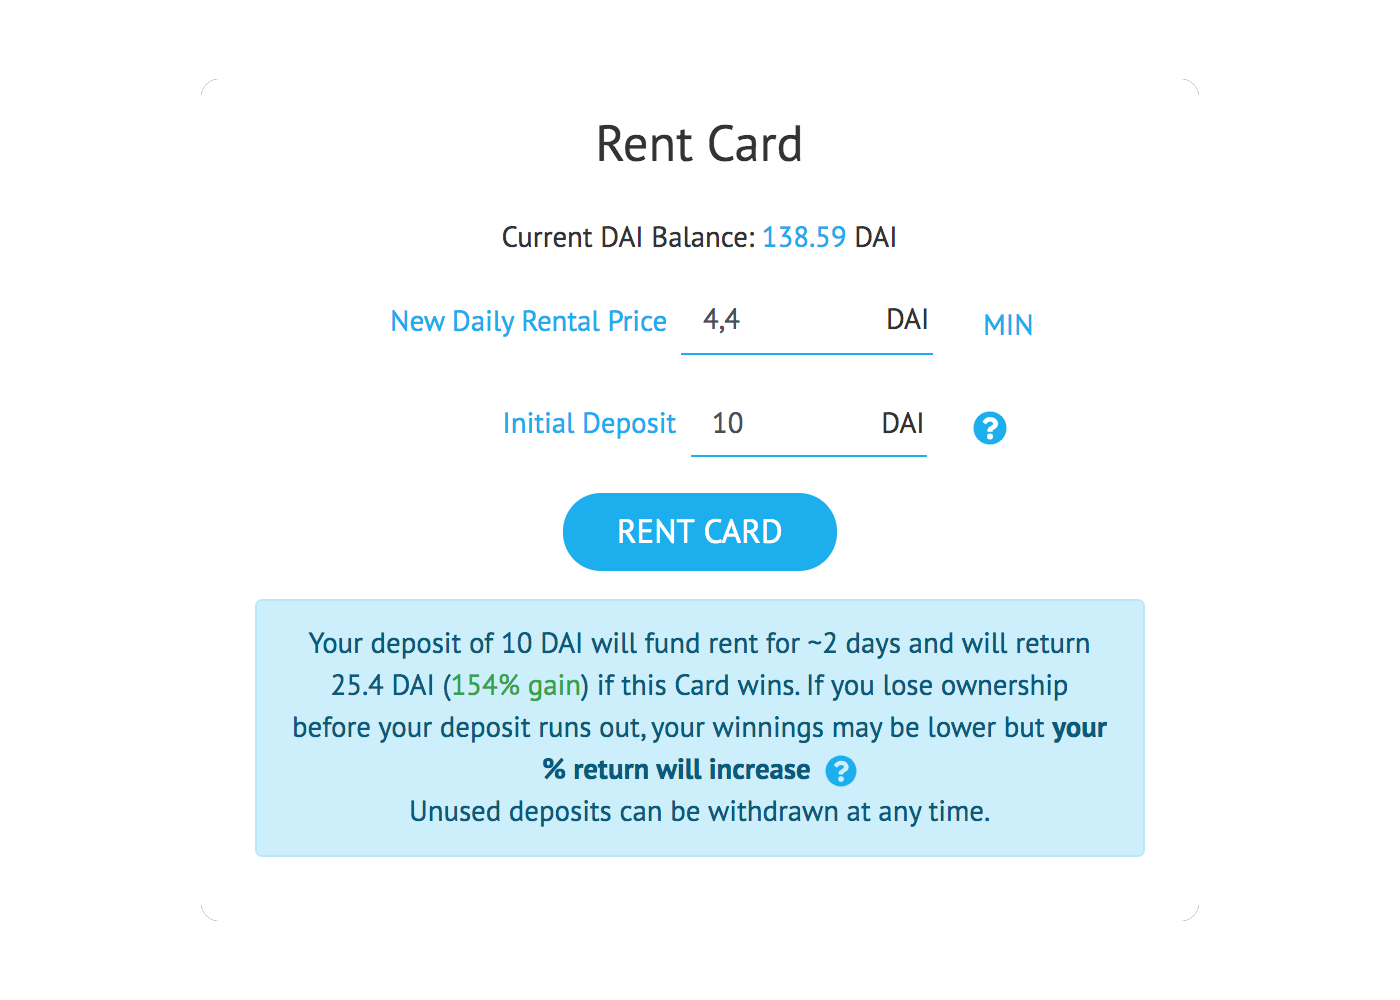 Rent Card
Current DAI Balance: 138.59 DAI
New Daily Rental Price 4,4 DAI MIN
Initial Deposit 10 DAI ?
RENT CARD
Your deposit of 10 DAI will fund rent for ~2 days and will return
25.4 DAI (154% gain) if this Card wins. If you lose ownership
before your deposit runs out, your winnings may be lower but your
% return will increase ?
Unused deposits can be withdrawn at any time.